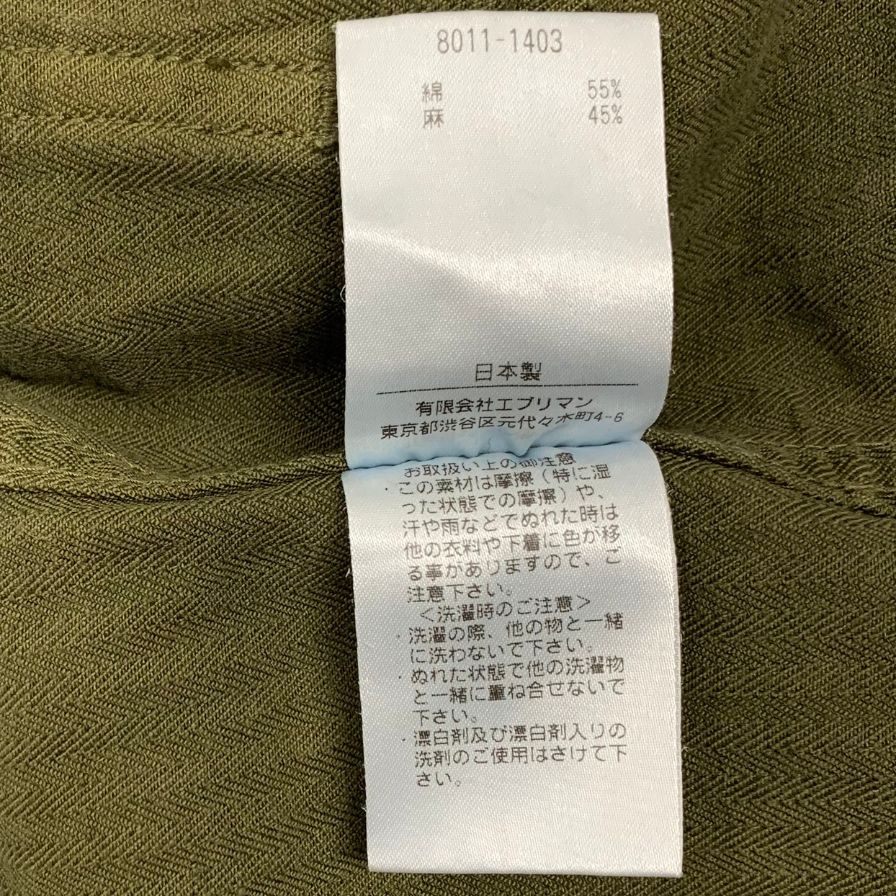 8011-1403
綿 55%
麻 45%
日本製
有限会社エブリマン
東京都渋谷区元代々木町4-6
お取扱い上の御注意
・この素材は摩擦(特に湿
った状態での摩擦)や、
汗や雨などでぬれた時は
他の衣料や下着に色が移
る事がありますので、ご
注意下さい。
<洗濯時のご注意>
・洗濯の際、他の物と一緒
に洗わないで下さい。
・ぬれた状態で他の洗濯物
と一緒に重ね合せないで
下さい。
・漂白剤及び漂白剤入りの
洗剤のご使用はさけて下
さい。